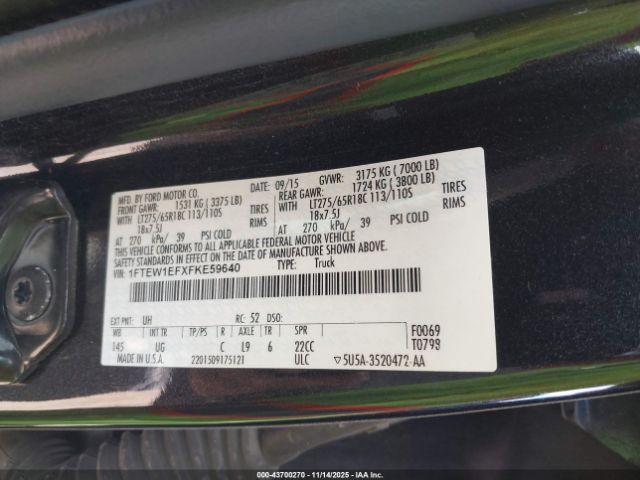 MFD. BY FORD MOTOR CO.
DATE: 09/15 GVWR: 3175 KG ( 7000 LB)
FRONT GAWR: 1531 KG ( 3375 LB) REAR GAWR: 1724 KG ( 3800 LB)
WITH LT275/65R18C 113/110S TIRES WITH LT275/65R18C 113/110S TIRES
18x7.5J RIMS 18x7.5J RIMS
AT 270 kPa/ 39 PSI COLD AT 270 kPa/ 39 PSI COLD
THIS VEHICLE CONFORMS TO ALL APPLICABLE FEDERAL MOTOR VEHICLE
SAFETY STANDARDS IN EFFECT ON THE DATE OF MANUFACTURE SHOWN ABOVE.
VIN: 1FTEW1EFXFKE59640 TYPE: Truck
EXT PNT: UH RC: 52 DSO:
WB INT TR TP/PS R AXLE TR SPR F0069
145 UG C L9 6 22CC T0798
MADE IN U.S.A. 2201509175121 ULC 5U5A-3520472-AA
000-43700270 - 11/14/2025 - IAAI, INC.